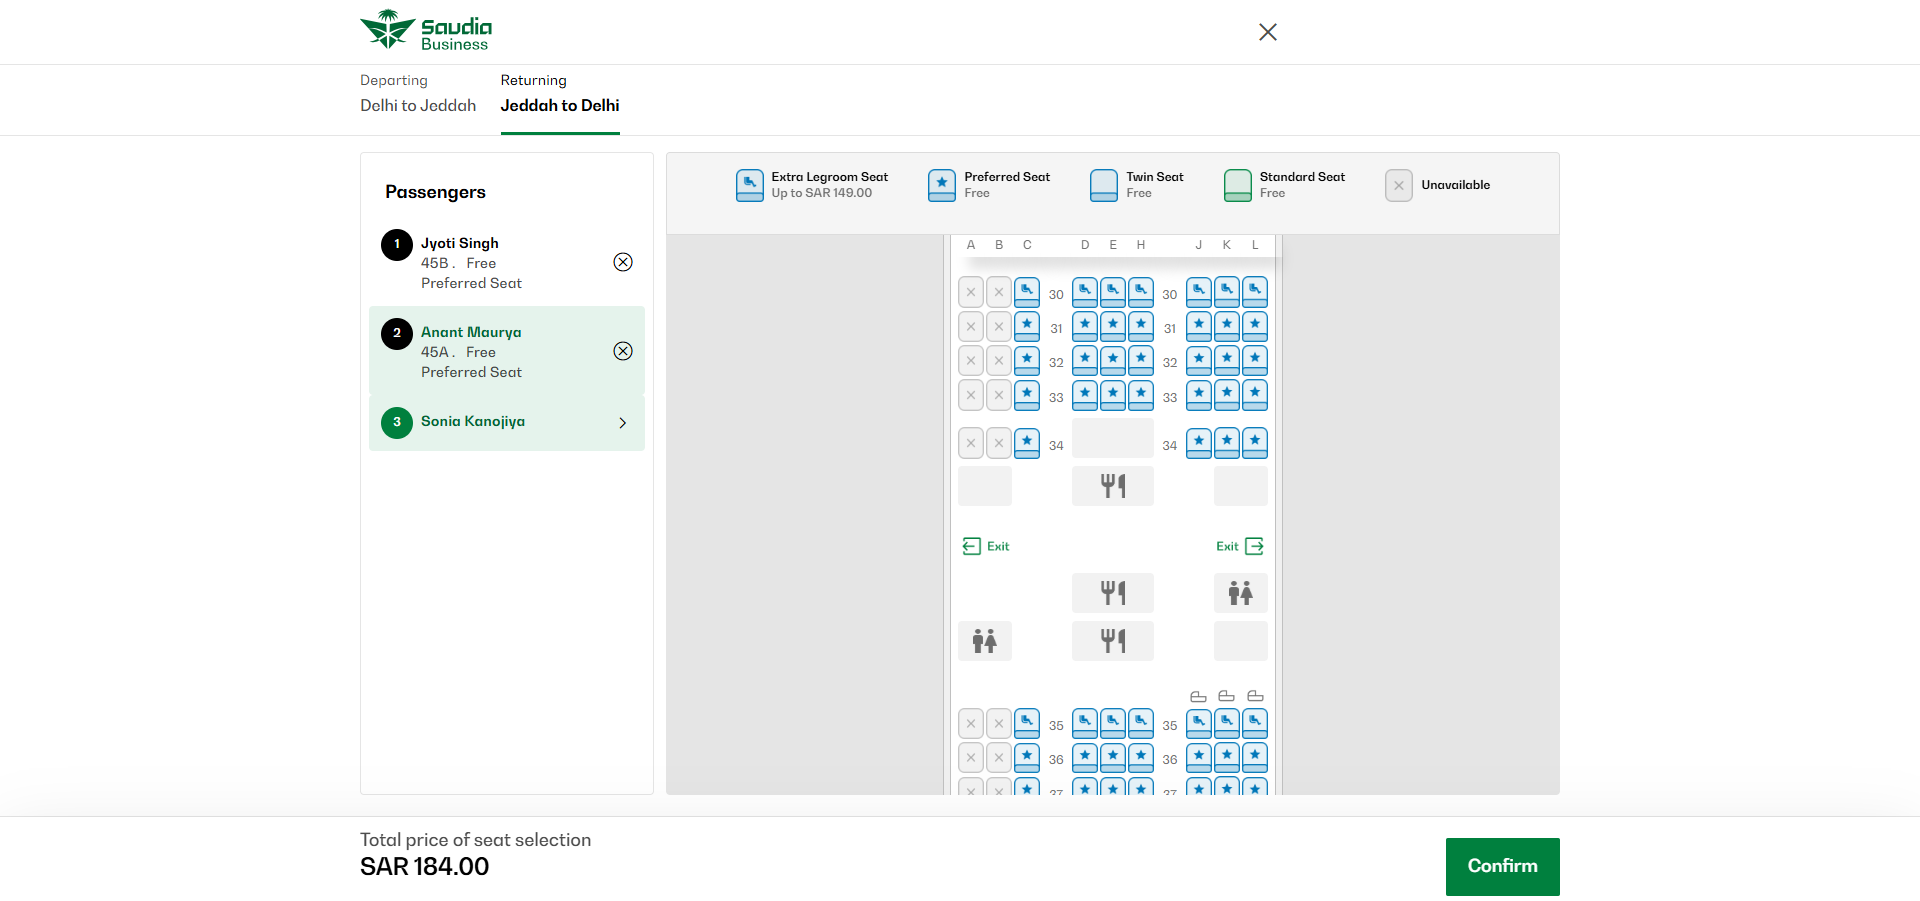 Saudia
Business
Departing
Delhi to Jeddah
Returning
Jeddah to Delhi
Passengers
1
Jyoti Singh
45B . Free
Preferred Seat
2
Anant Maurya
45A . Free
Preferred Seat
3
Sonia Kanojiya
Extra Legroom Seat
Up to SAR 149.00
Preferred Seat
Free
Twin Seat
Free
Standard Seat
Free
Unavailable
A B C D E H J K L
30 30
31 31
32 32
33 33
34 34
Exit Exit
35 35
36 36
37 37
Total price of seat selection
SAR 184.00
Confirm